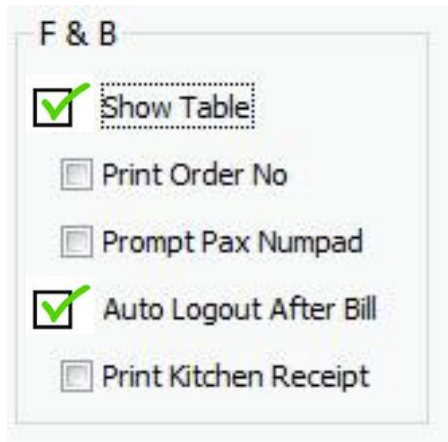 F & B
Show Table
Print Order No
Prompt Pax Numpad
Auto Logout After Bill
Print Kitchen Receipt